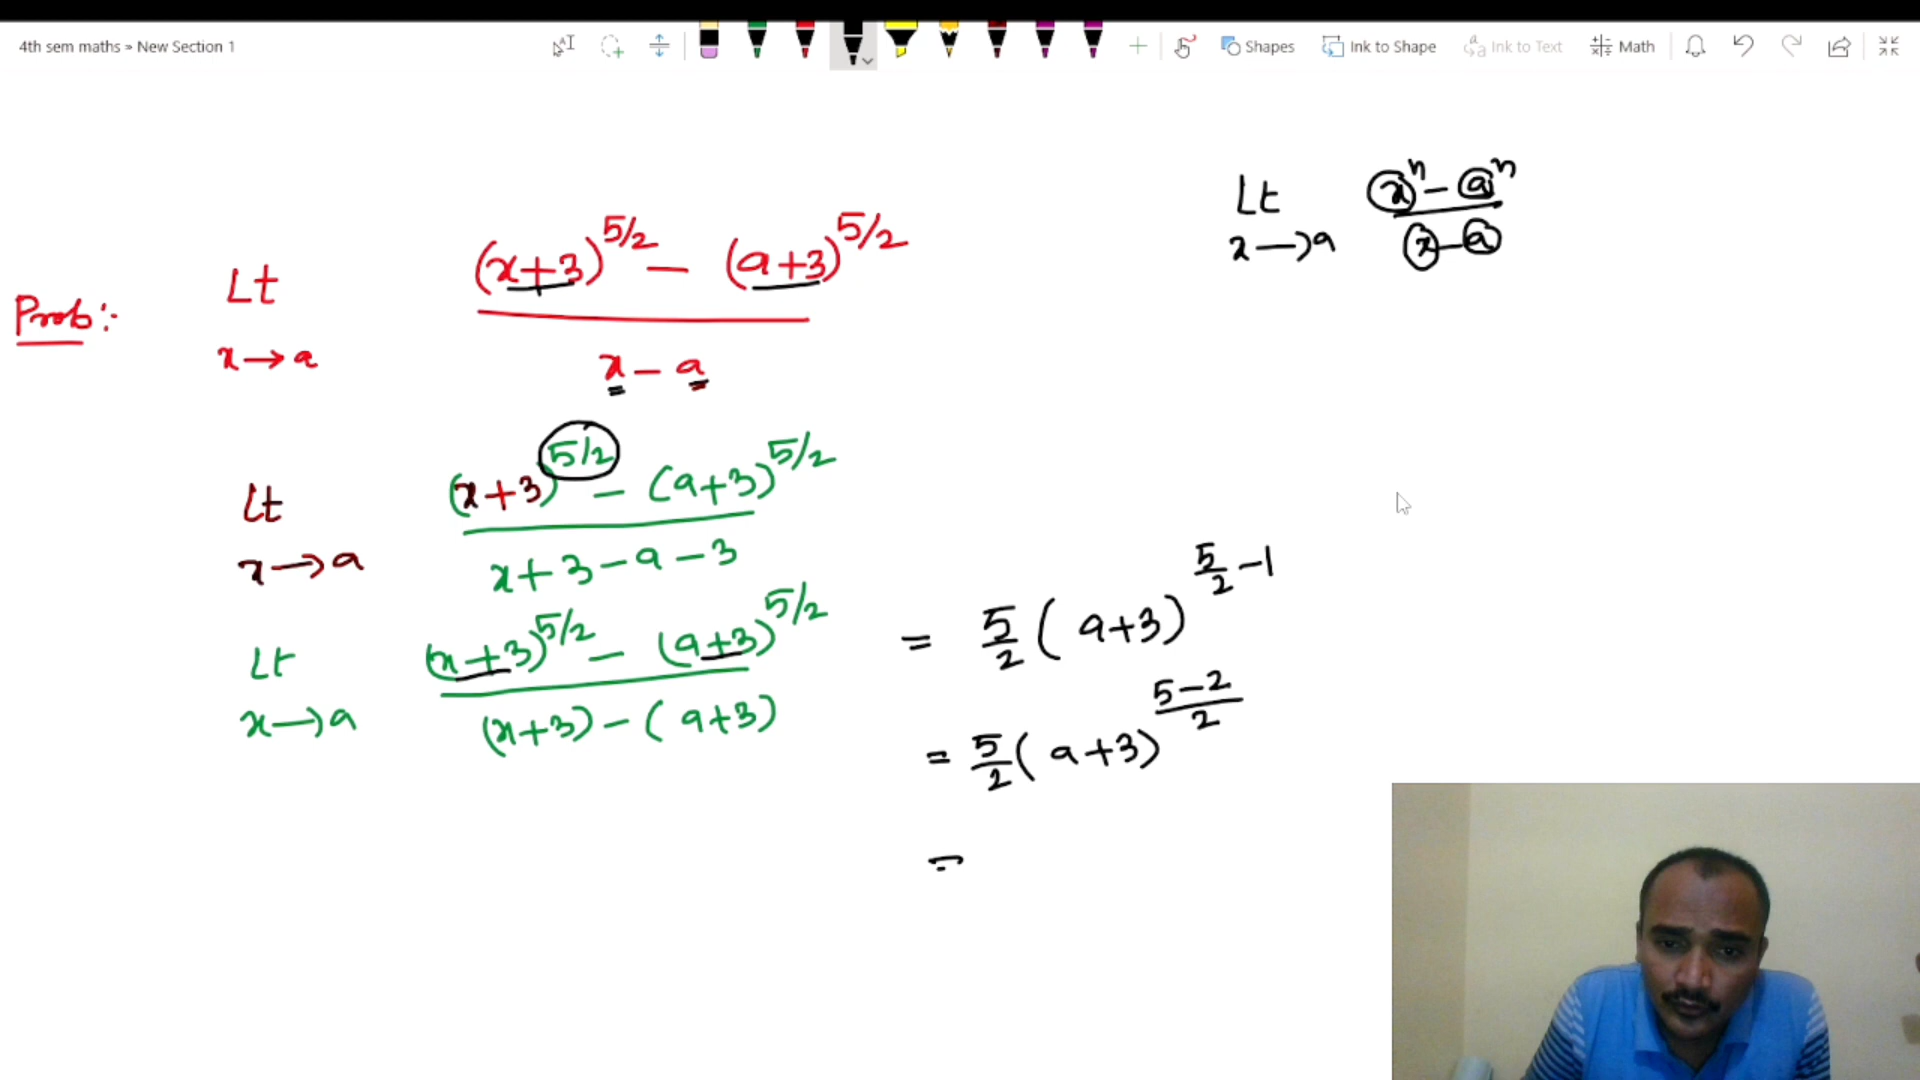 4th sem maths » New Section 1
Shapes Ink to Shape Ink to Text Math
Lt x→a (xⁿ - aⁿ)/(x-a)
Prob:- Lt x→a ((x+3)^5/2 - (a+3)^5/2)/(x - a)
Lt x→a ((x+3)^5/2 - (a+3)^5/2)/(x+3-a-3)
Lt x→a ((x+3)^5/2 - (a+3)^5/2)/((x+3)-(a+3))
= 5/2 (a+3)^(5/2-1)
= 5/2 (a+3)^((5-2)/2)
=